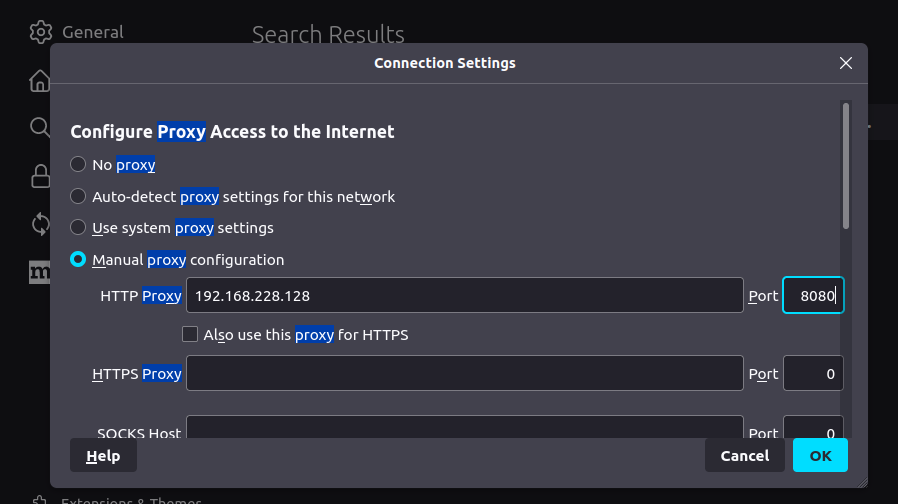 General
Search Results
Connection Settings
Configure Proxy Access to the Internet
No proxy
Auto-detect proxy settings for this network
Use system proxy settings
Manual proxy configuration
HTTP Proxy 192.168.228.128 Port 8080
Also use this proxy for HTTPS
HTTPS Proxy Port 0
SOCKS Host Port 0
Help Cancel OK
Extensions & Themes